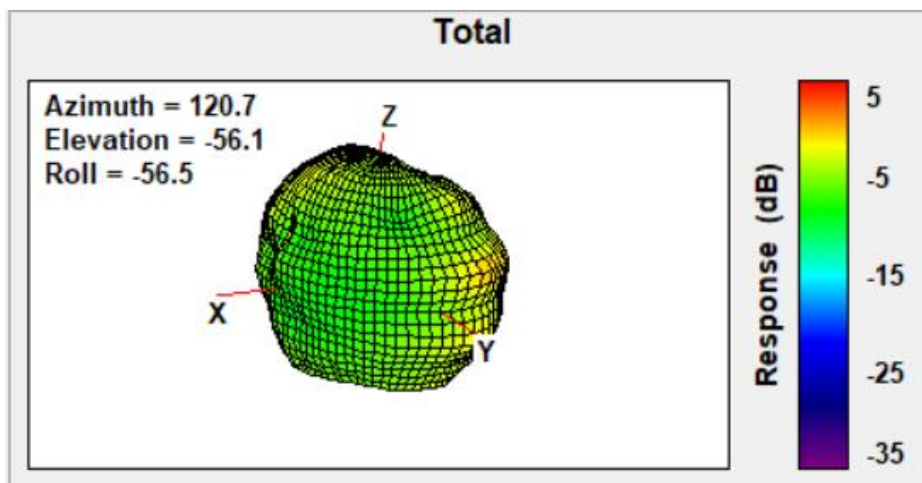 Total
Azimuth = 120.7
Elevation = -56.1
Roll = -56.5
Z
X
Y
Response (dB)
5
-5
-15
-25
-35